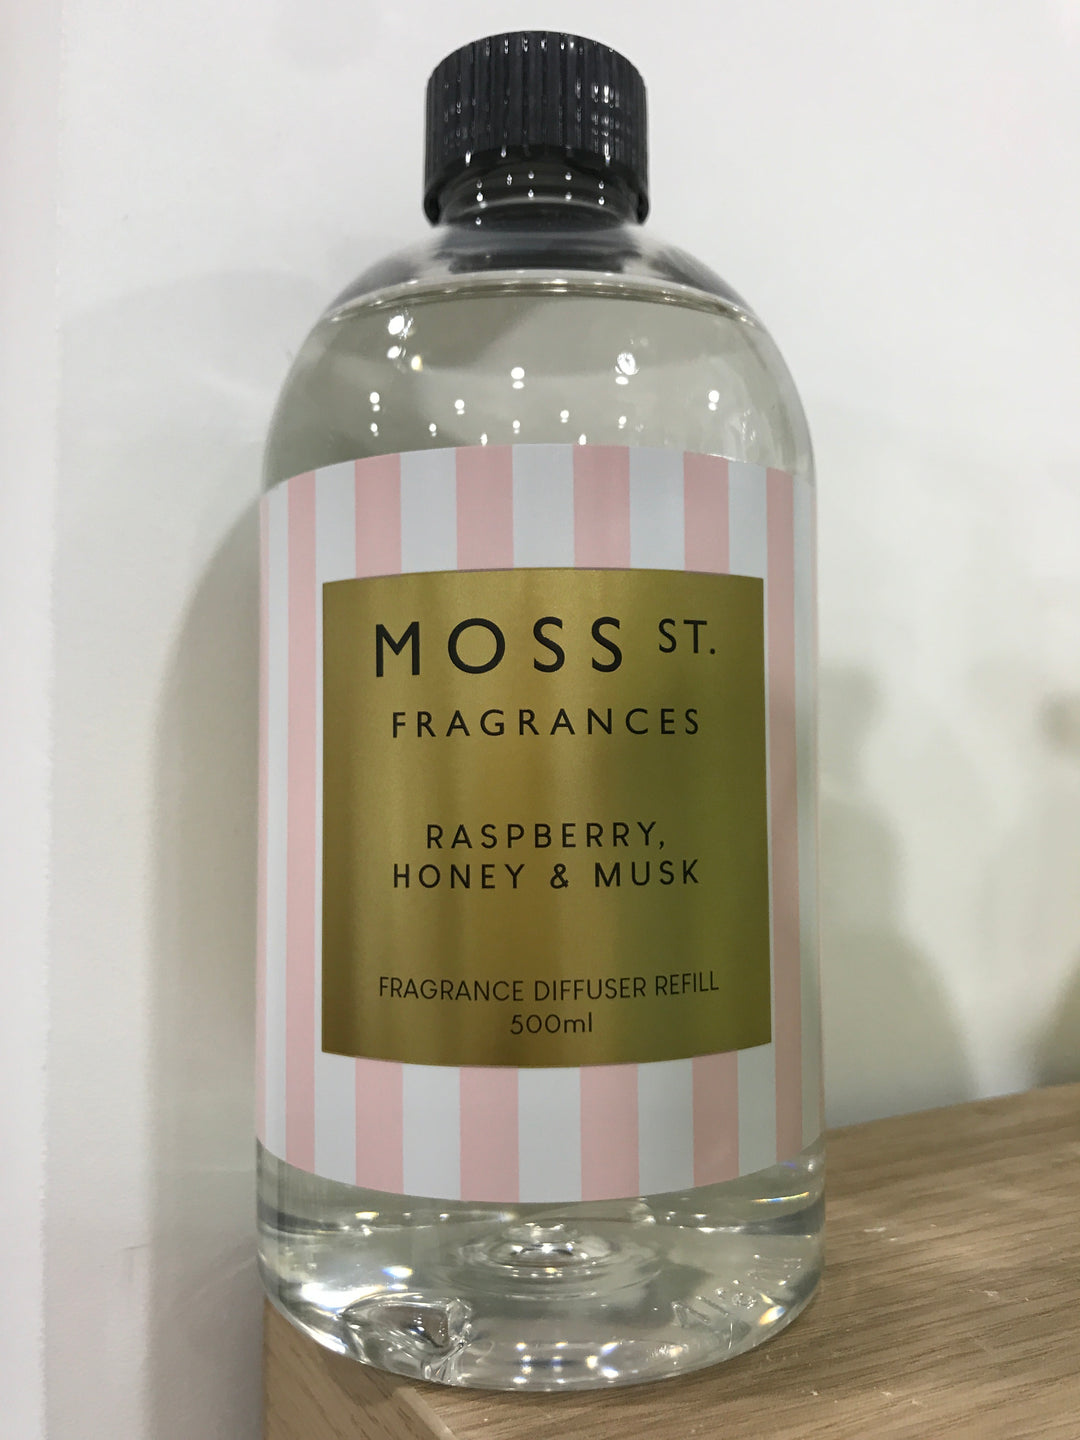 MOSS ST.
FRAGRANCES
RASPBERRY,
HONEY & MUSK
FRAGRANCE DIFFUSER REFILL
500ml